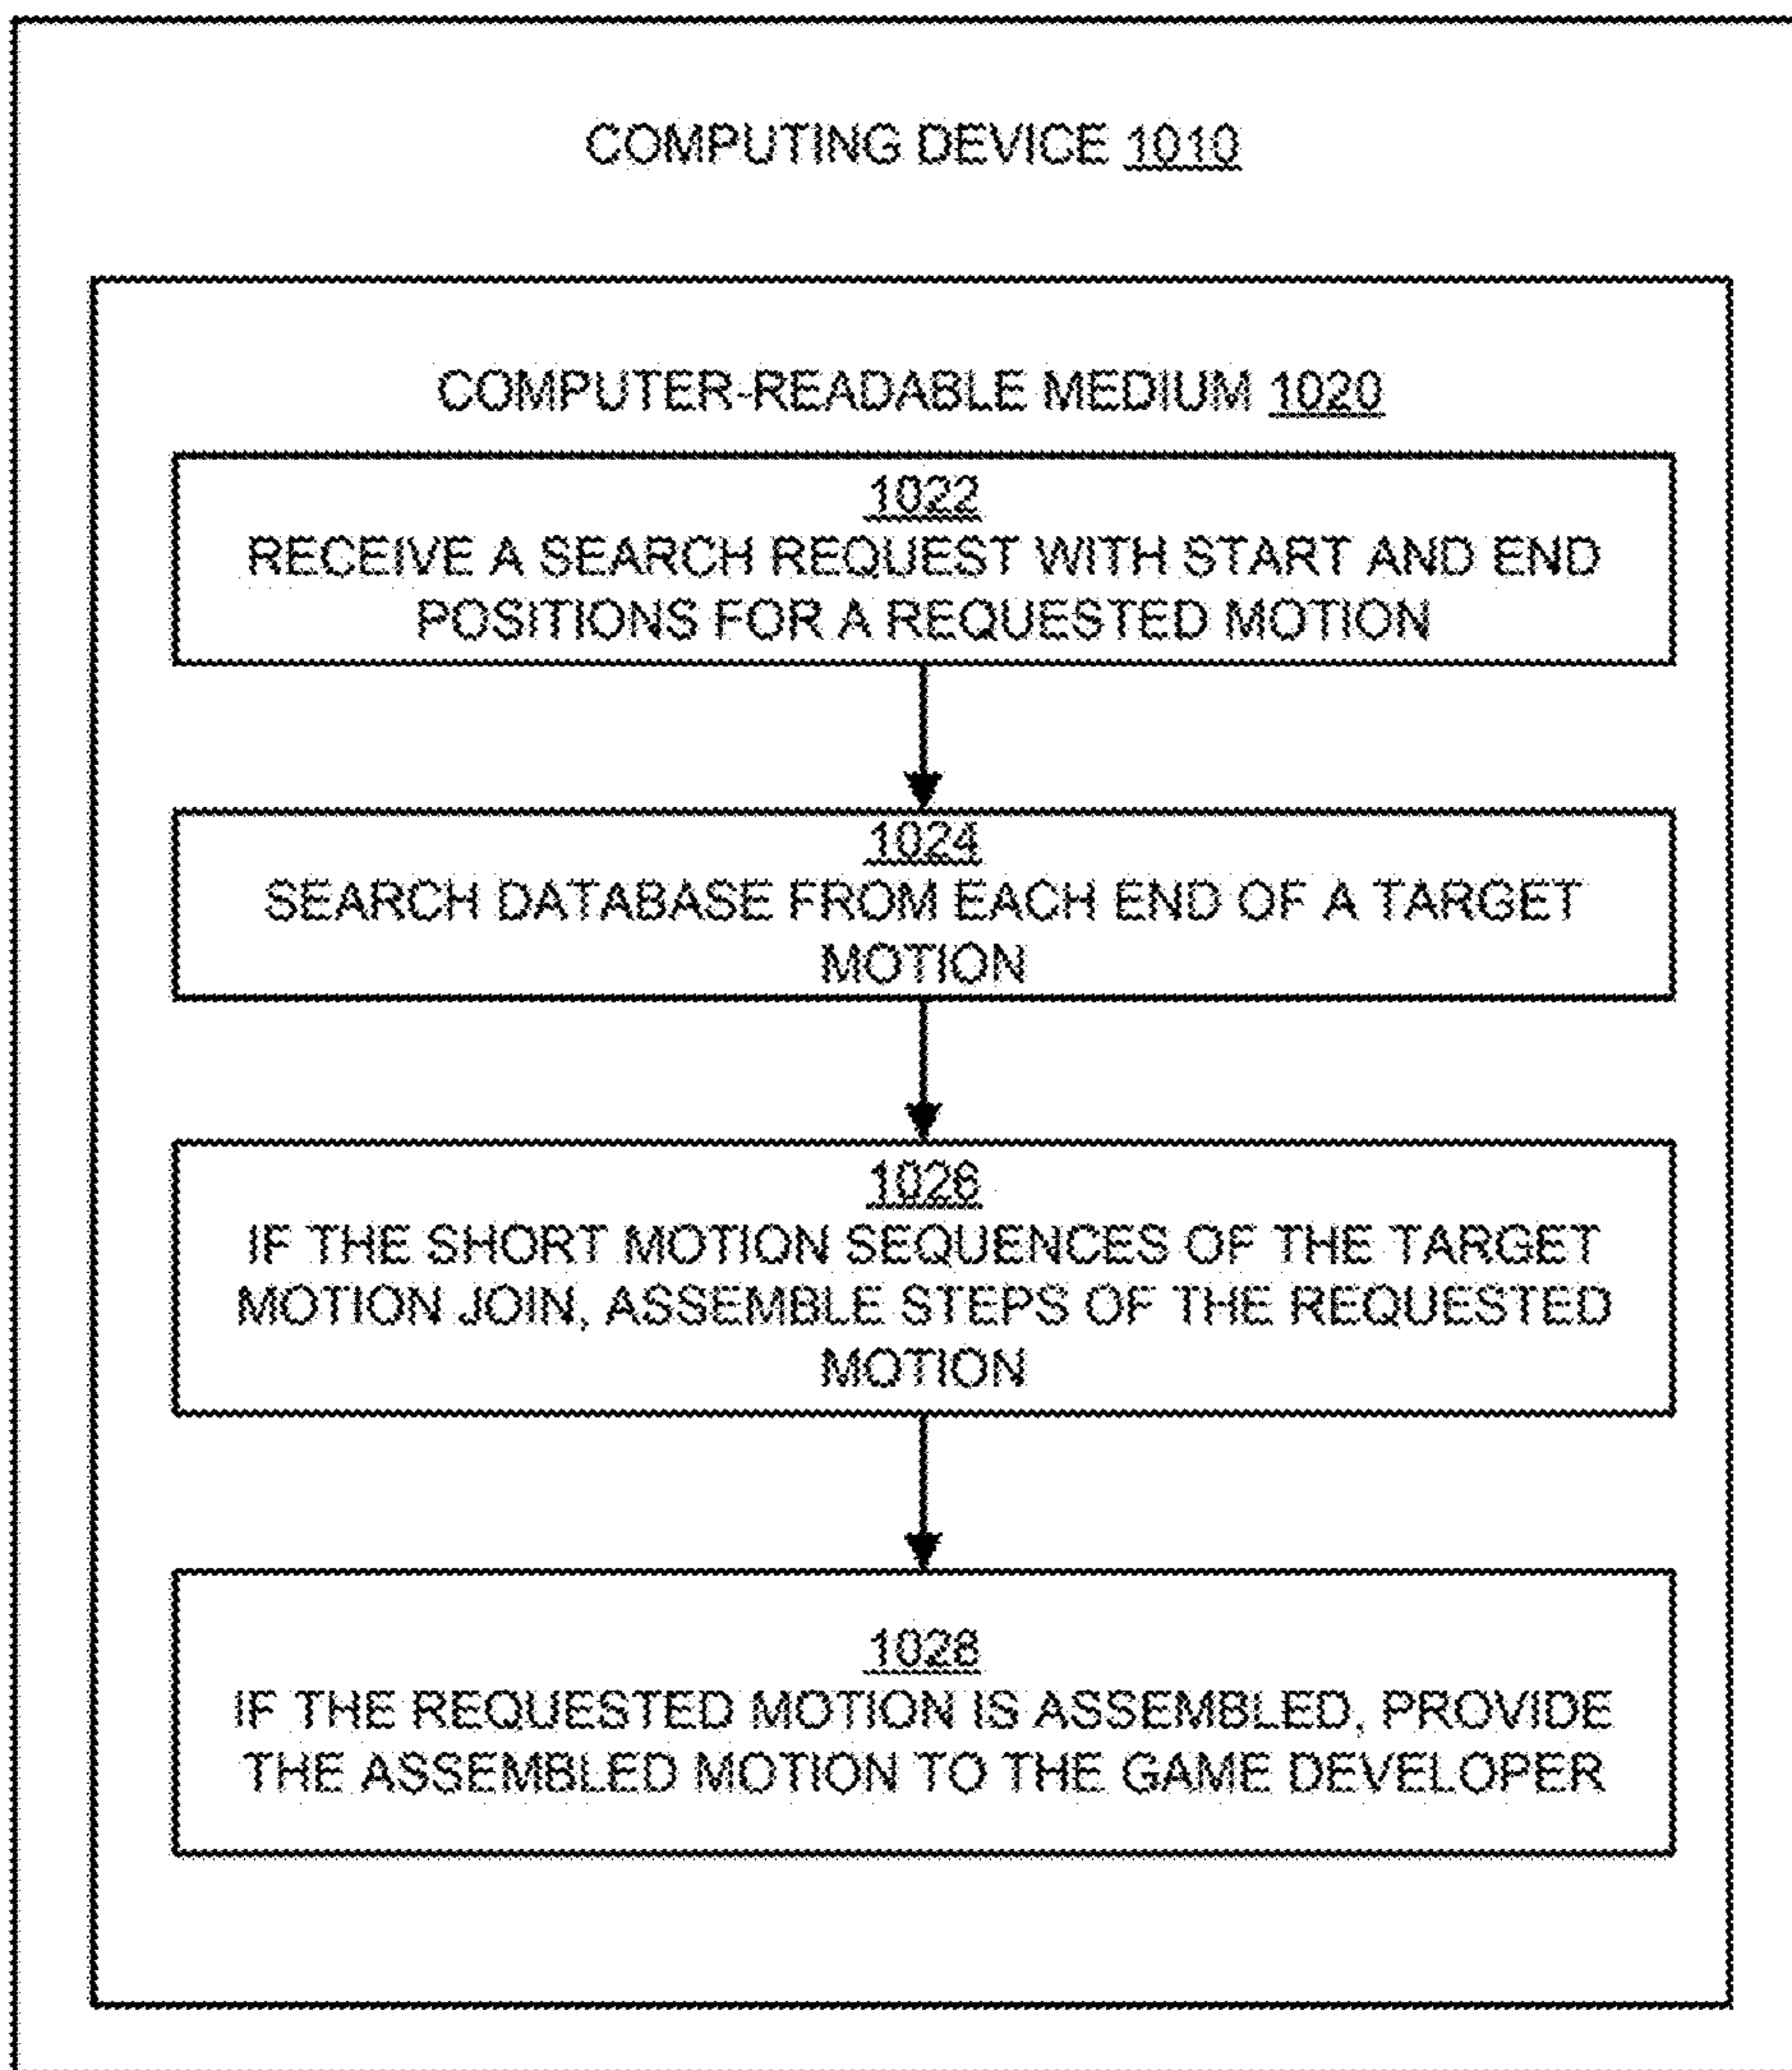 COMPUTING DEVICE 1010
COMPUTER-READABLE MEDIUM 1020
1022
RECEIVE A SEARCH REQUEST WITH START AND END
POSITIONS FOR A REQUESTED MOTION
1024
SEARCH DATABASE FROM EACH END OF A TARGET
MOTION
1026
IF THE SHORT MOTION SEQUENCES OF THE TARGET
MOTION JOIN, ASSEMBLE STEPS OF THE REQUESTED
MOTION
1028
IF THE REQUESTED MOTION IS ASSEMBLED, PROVIDE
THE ASSEMBLED MOTION TO THE GAME DEVELOPER